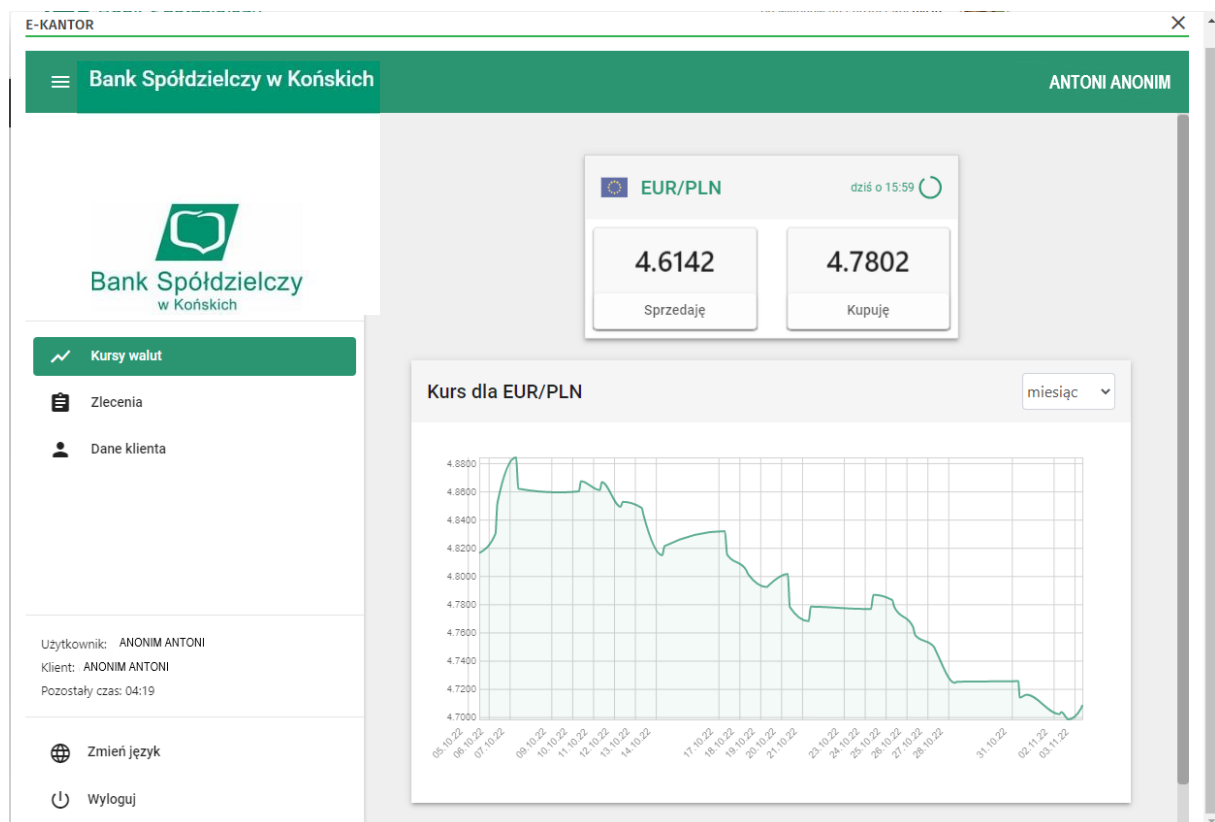 E-KANTOR
Bank Spółdzielczy w Końskich
ANTONI ANONIM
Bank Spółdzielczy
w Końskich
Kursy walut
Zlecenia
Dane klienta
Użytkownik: ANONIM ANTONI
Klient: ANONIM ANTONI
Pozostały czas: 04:19
Zmień język
Wyloguj
EUR/PLN
dziś o 15:59
4.6142
4.7802
Sprzedaję
Kupuję
Kurs dla EUR/PLN
miesiąc
4.8800
4.8600
4.8400
4.8200
4.8000
4.7800
4.7600
4.7400
4.7200
4.7000
05.10.22
06.10.22
07.10.22
09.10.22
10.10.22
11.10.22
12.10.22
13.10.22
14.10.22
17.10.22
18.10.22
19.10.22
20.10.22
21.10.22
23.10.22
24.10.22
25.10.22
26.10.22
27.10.22
28.10.22
31.10.22
02.11.22
03.11.22